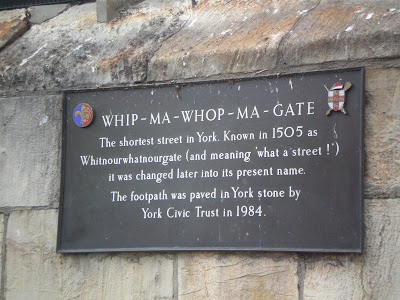 WHIP-MA-WHOP-MA-GATE
The shortest street in York. Known in 1505 as
Whitnourwhatnourgate (and meaning 'what a street !')
it was changed later into its present name.
The footpath was paved in York stone by
York Civic Trust in 1984.